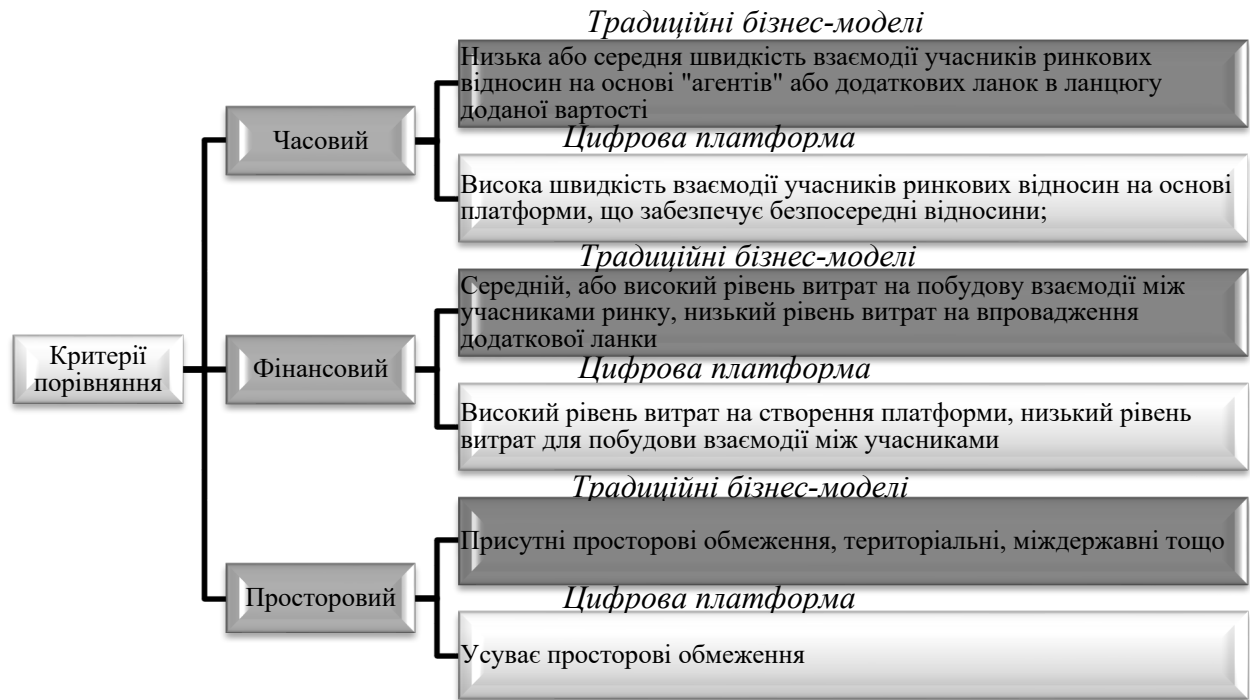 Традиційні бізнес-моделі
Низька або середня швидкість взаємодії учасників ринкових
відносин на основі "агентів" або додаткових ланок в ланцюгу
доданої вартості
Часовий
Цифрова платформа
Висока швидкість взаємодії учасників ринкових відносин на основі
платформи, що забезпечує безпосередні відносини;
Традиційні бізнес-моделі
Середній, або високий рівень витрат на побудову взаємодії між
учасниками ринку, низький рівень витрат на впровадження
додаткової ланки
Критерії
порівняння
Фінансовий
Цифрова платформа
Високий рівень витрат на створення платформи, низький рівень
витрат для побудови взаємодії між учасниками
Традиційні бізнес-моделі
Присутні просторові обмеження, територіальні, міждержавні тощо
Просторовий
Цифрова платформа
Усуває просторові обмеження